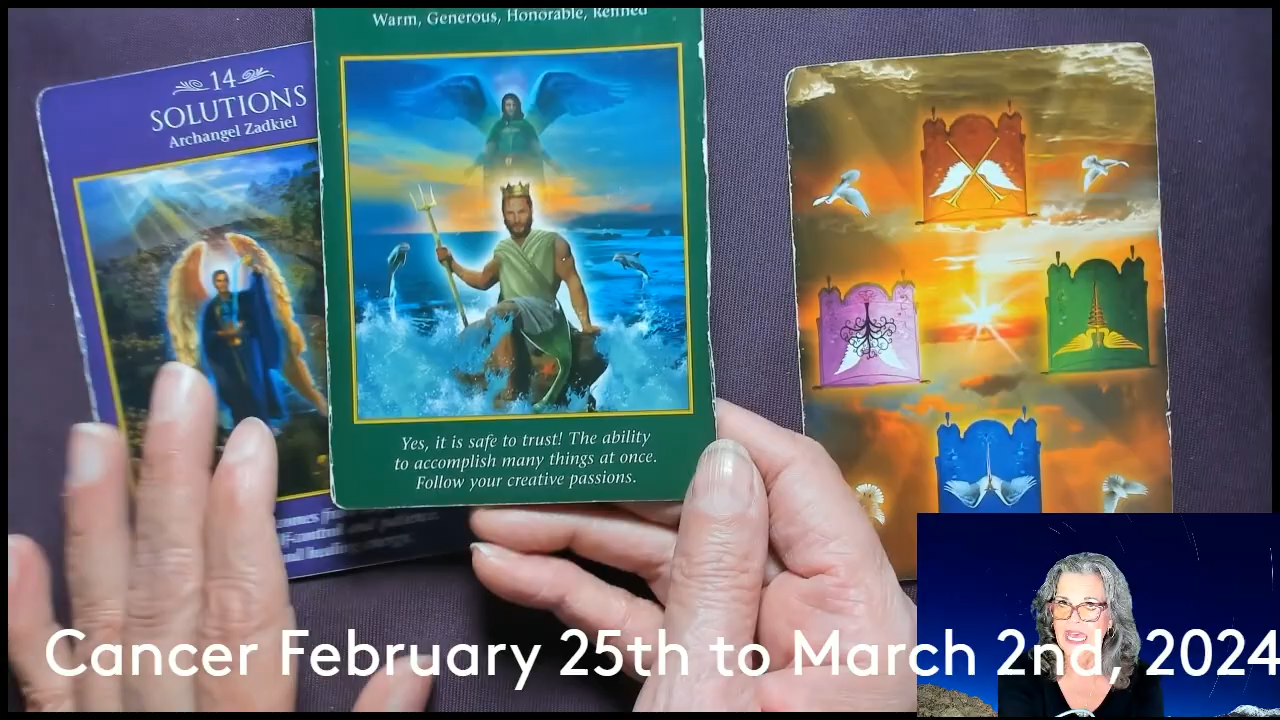 Warm, Generous, Honorable, Refined
14
SOLUTIONS
Archangel Zadkiel
Yes, it is safe to trust! The ability
to accomplish many things at once.
Follow your creative passions.
Cancer February 25th to March 2nd, 2024